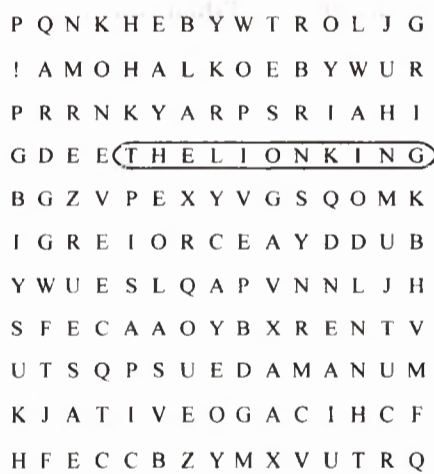 P Q N K H E B Y W T R O L J G
! A M O H A L K O E B Y W U R
P R R N K Y A R P S R I A H I
G D E E T H E L I O N K I N G
B G Z V P E X Y V G S Q O M K
I G R E I O R C E A Y D D U B
Y W U E S L Q A P V N N L J H
S F E C A A O Y B X R E N T V
U T S Q P S U E D A M A N U M
K J A T I V E O G A C I H C F
H F E C C B Z Y M X V U T R Q